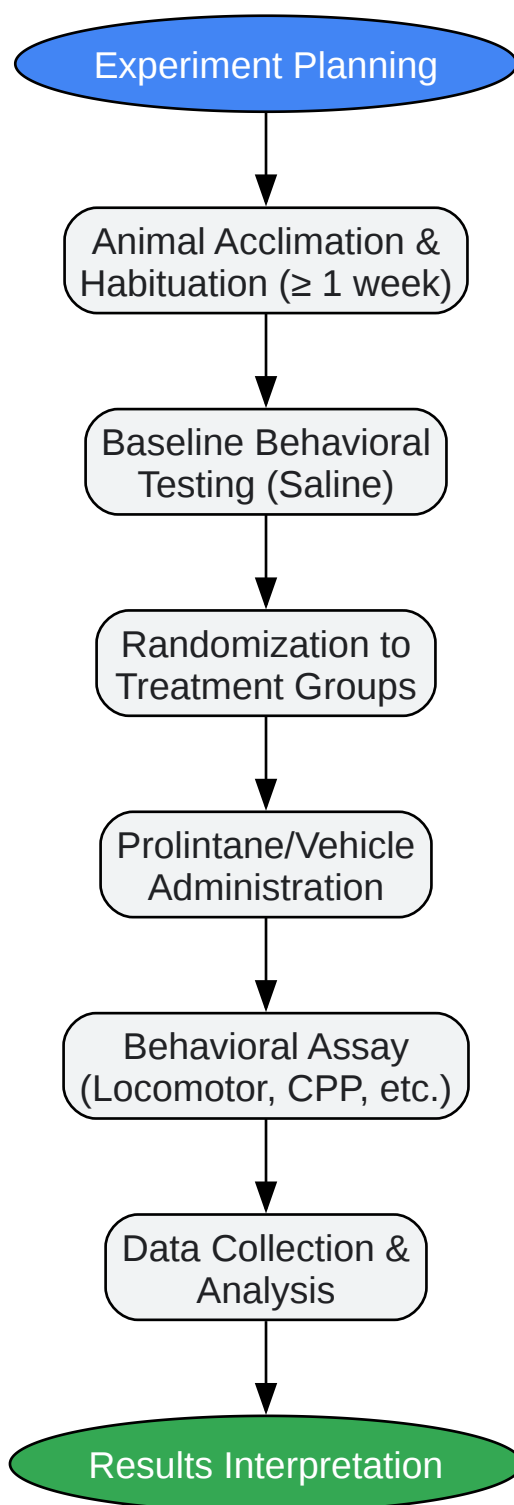 Experiment Planning
Animal Acclimation &
Habituation (≥ 1 week)
Baseline Behavioral
Testing (Saline)
Randomization to
Treatment Groups
Prolintane/Vehicle
Administration
Behavioral Assay
(Locomotor, CPP, etc.)
Data Collection &
Analysis
Results Interpretation